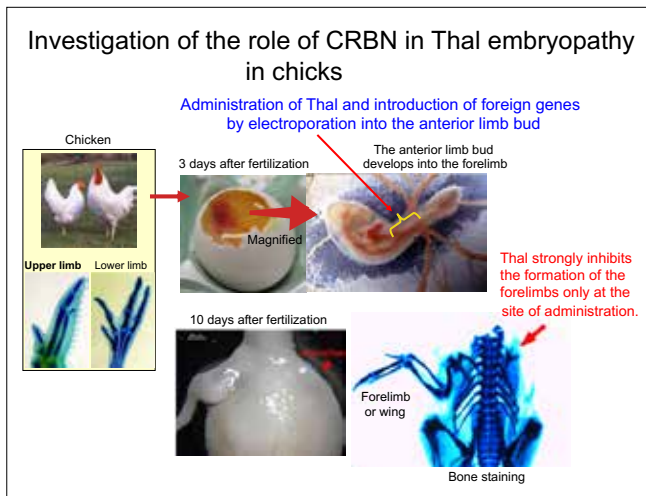 Investigation of the role of CRBN in Thal embryopathy
in chicks
Administration of Thal and introduction of foreign genes
by electroporation into the anterior limb bud
Chicken
3 days after fertilization
The anterior limb bud
develops into the forelimb
Magnified
Upper limb
Lower limb
Thal strongly inhibits
the formation of the
forelimbs only at the
site of administration.
10 days after fertilization
Forelimb
or wing
Bone staining